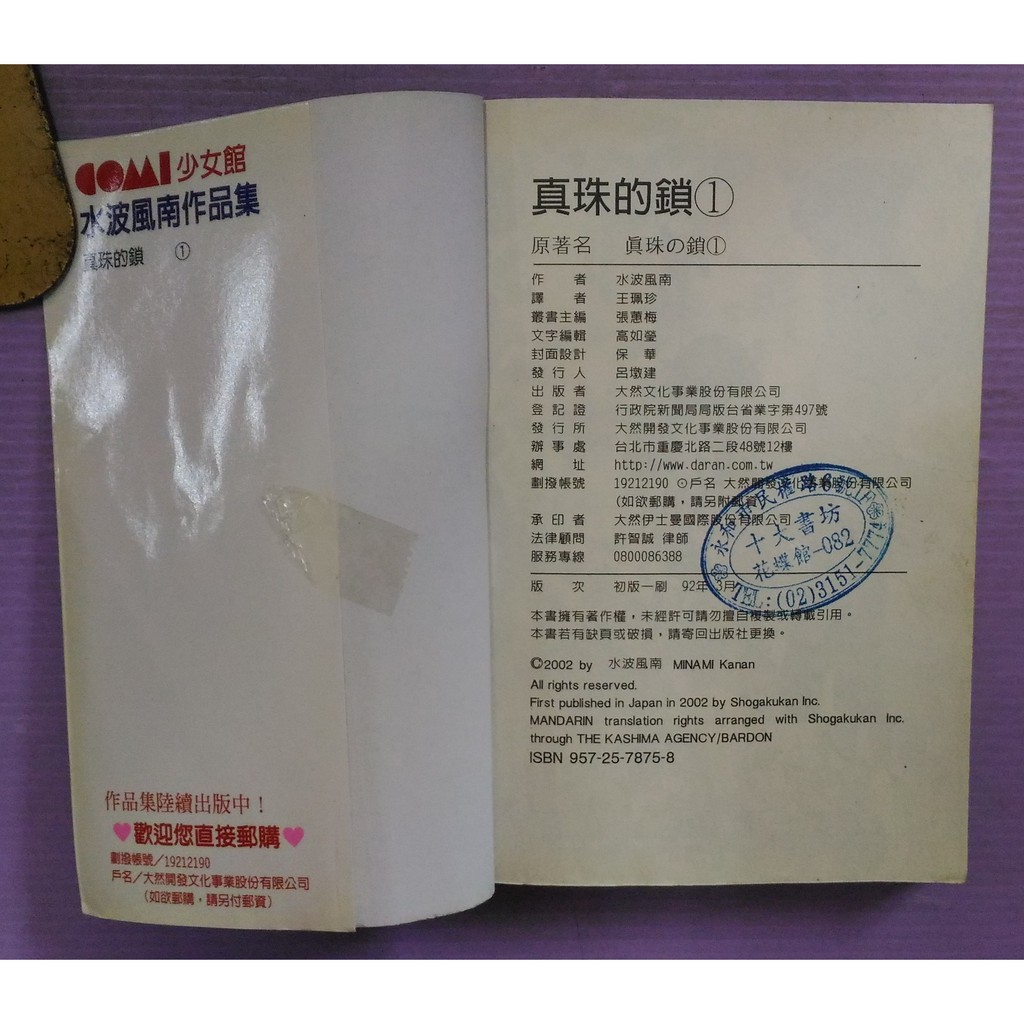 COMI 少女館
水波風南作品集
真珠的鎖 ①
作品集陸續出版中！
歡迎您直接郵購
劃撥帳號／19212190
戶名／大然開發文化事業股份有限公司
（如欲郵購，請另付郵資）
真珠的鎖①
原著名 眞珠の鎖①
作者 水波風南
譯者 王珮珍
叢書主編 張蕙梅
文字編輯 高如瑩
封面設計 保華
發行人 呂墩建
出版者 大然文化事業股份有限公司
登記證 行政院新聞局局版台省業字第497號
發行所 大然開發文化事業股份有限公司
辦事處 台北市重慶北路二段48號12樓
網址 http://www.daran.com.tw
劃撥帳號 19212190 ⊙戶名 大然開發文化事業股份有限公司
（如欲郵購，請另附郵資）
承印者 大然伊士曼國際股份有限公司
法律顧問 許智誠 律師
服務專線 0800086388
版次 初版一刷 92年3月
本書擁有著作權，未經許可請勿擅自複製或轉載引用。
本書若有缺頁或破損，請寄回出版社更換。
©2002 by 水波風南 MINAMI Kanan
All rights reserved.
First published in Japan in 2002 by Shogakukan Inc.
MANDARIN translation rights arranged with Shogakukan Inc.
through THE KASHIMA AGENCY/BARDON
ISBN 957-25-7875-8
永和市民權路6號1F
十大書坊
花蝶館-082
TEL:(02)3151-7774